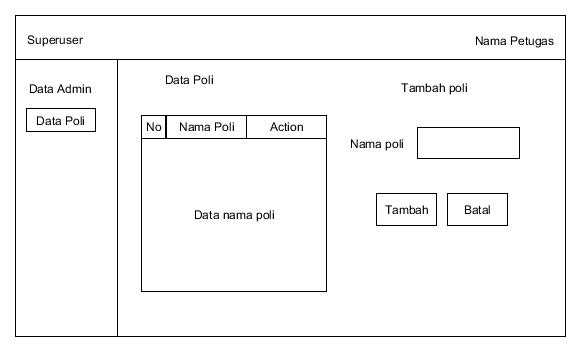 Superuser
Nama Petugas
Data Admin
Data Poli
Data Poli
No Nama Poli Action
Data nama poli
Tambah poli
Nama poli
Tambah Batal